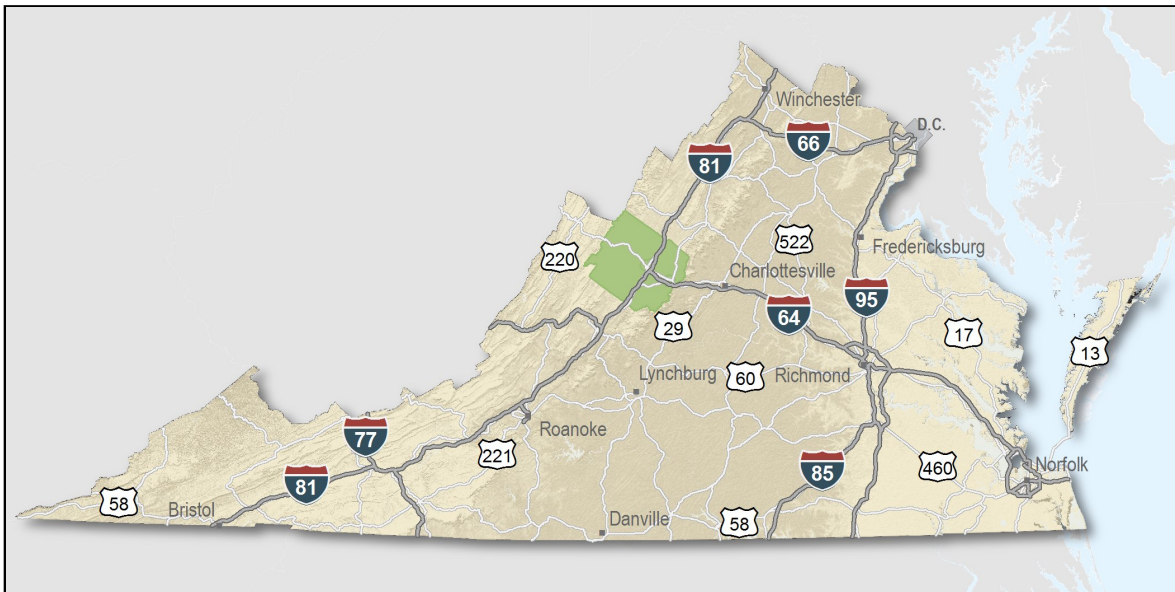 Winchester
D.C.
66
81
522
Fredericksburg
220
Charlottesville
95
64
29
17
13
Lynchburg
60
Richmond
Roanoke
77
221
81
85
460
Norfolk
58
Bristol
Danville
58